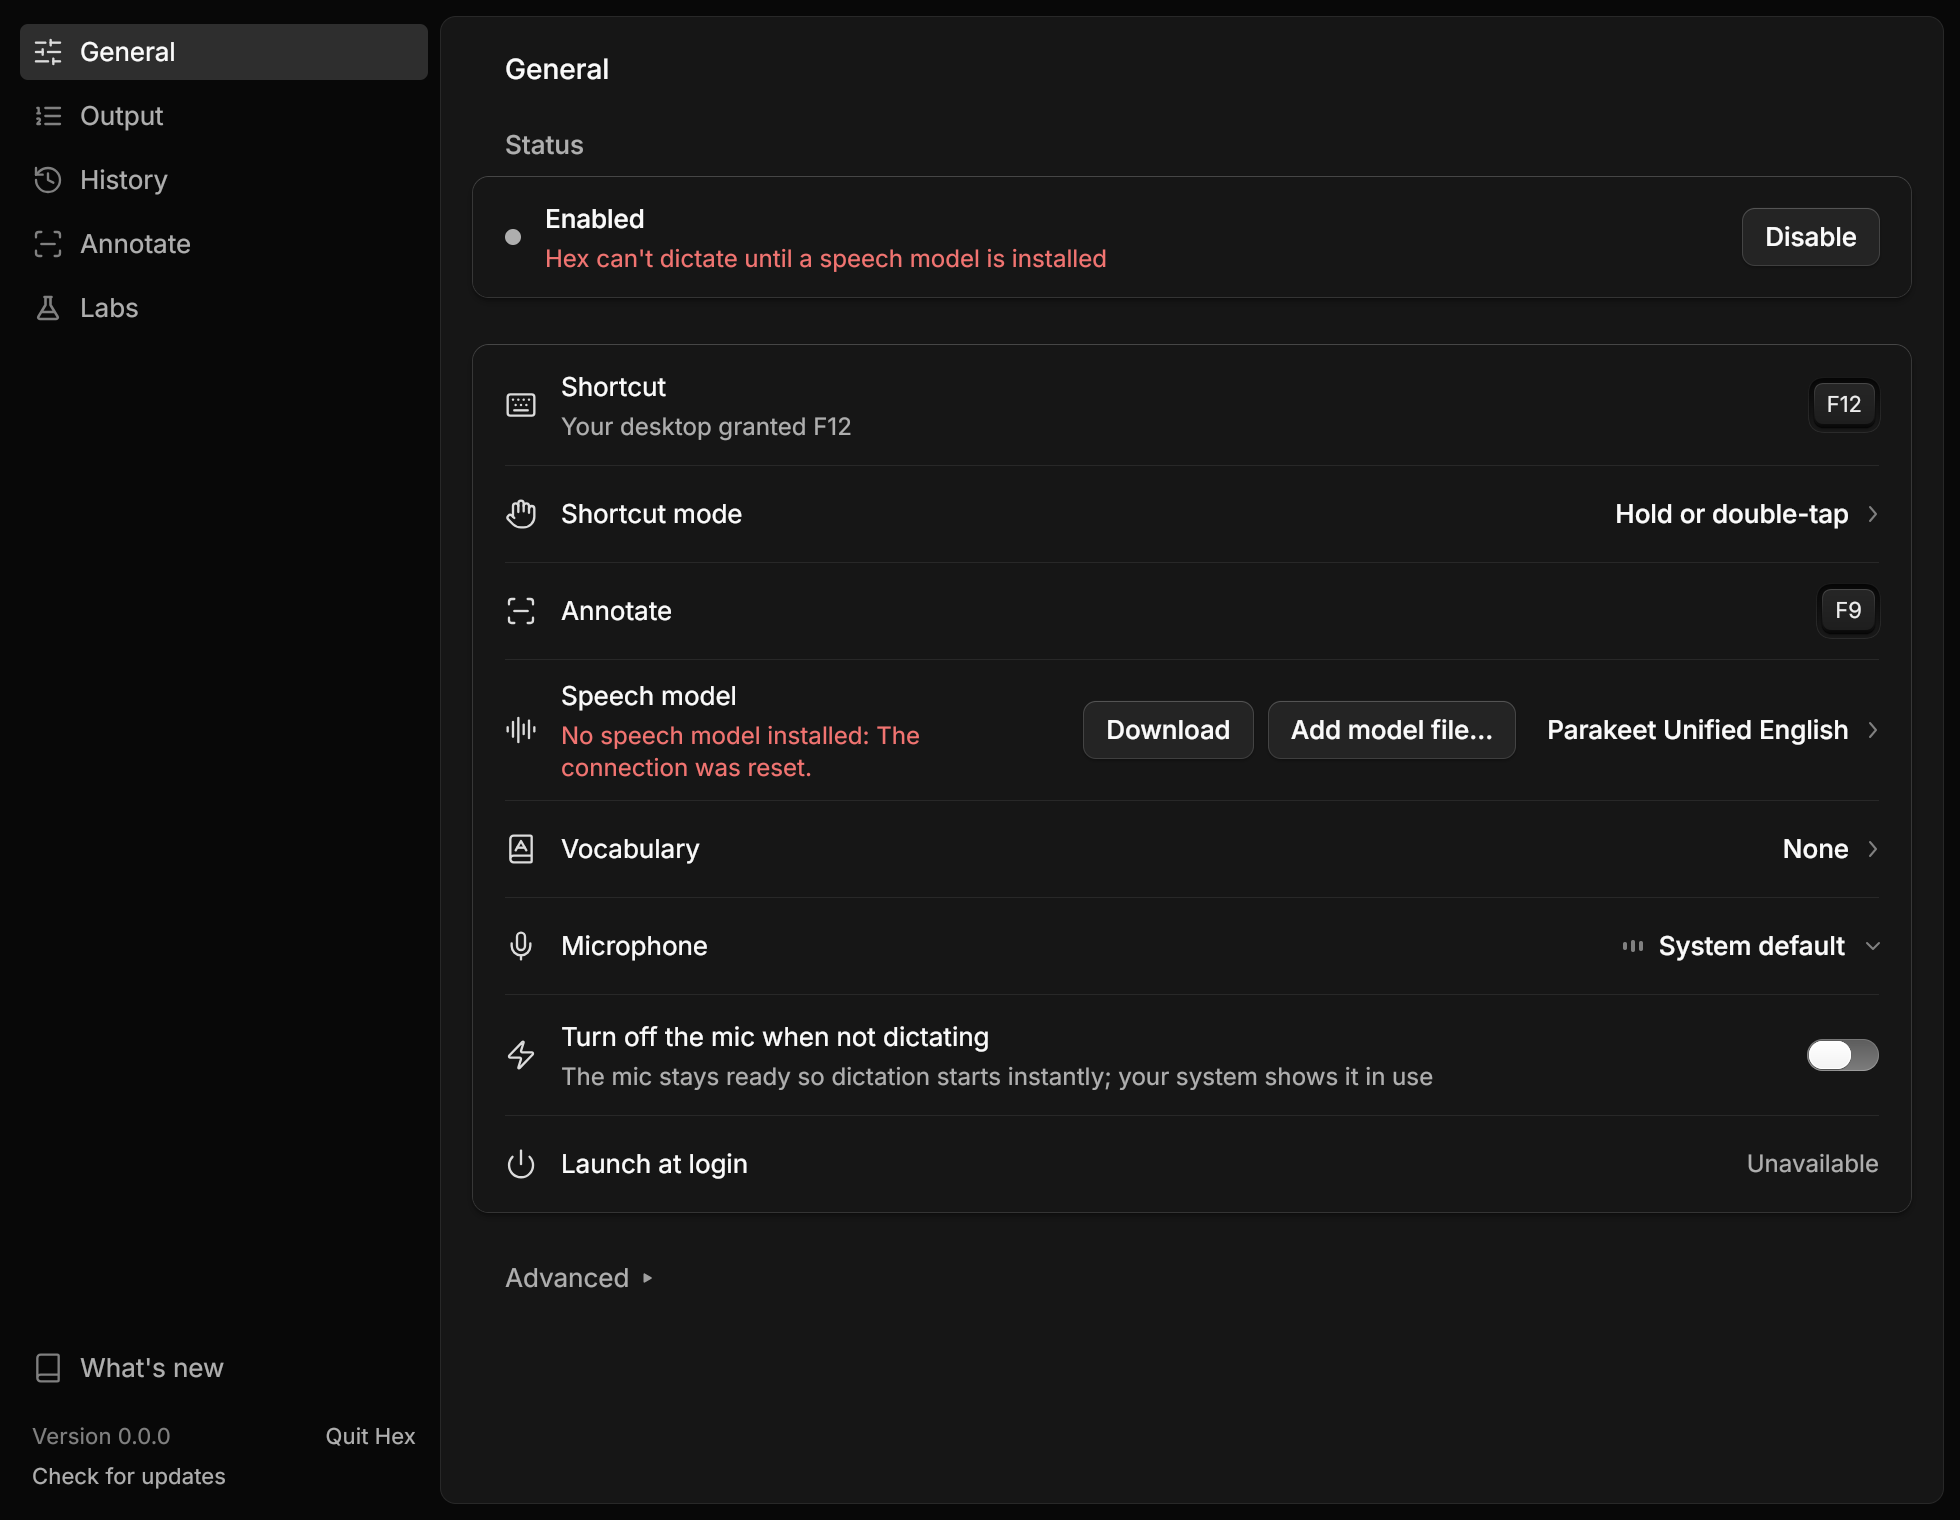 General
Output
History
Annotate
Labs
What's new
Version 0.0.0
Quit Hex
Check for updates
General
Status
Enabled
Hex can't dictate until a speech model is installed
Disable
Shortcut
Your desktop granted F12
F12
Shortcut mode
Hold or double-tap
Annotate
F9
Speech model
No speech model installed: The
connection was reset.
Download
Add model file...
Parakeet Unified English
Vocabulary
None
Microphone
System default
Turn off the mic when not dictating
The mic stays ready so dictation starts instantly; your system shows it in use
Launch at login
Unavailable
Advanced